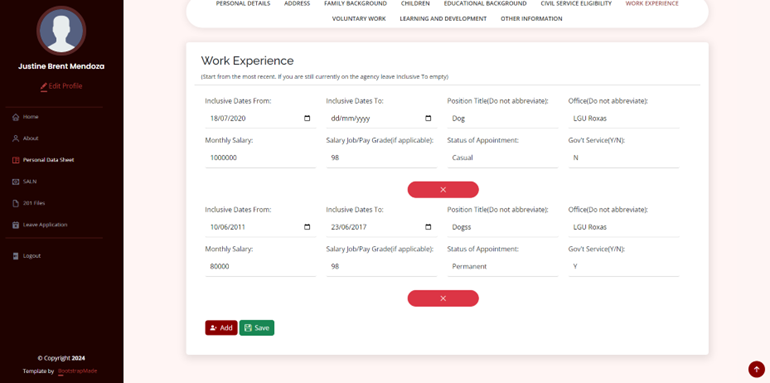 PERSONAL DETAILS ADDRESS FAMILY BACKGROUND CHILDREN EDUCATIONAL BACKGROUND CIVIL SERVICE ELIGIBILITY WORK EXPERIENCE
VOLUNTARY WORK LEARNING AND DEVELOPMENT OTHER INFORMATION
Justine Brent Mendoza
Edit Profile
Home
About
Personal Data Sheet
SALN
201 Files
Leave Application
Logout
© Copyright 2024
Template by BootstrapMade
Work Experience
(Start from the most recent, if you are still currently on the agency leave Inclusive To empty)
Inclusive Dates From: Inclusive Dates To: Position Title(Do not abbreviate): Office(Do not abbreviate):
18/07/2020 dd/mm/yyyy Dog LGU Roxas
Monthly Salary: Salary Job/Pay Grade(if applicable): Status of Appointment: Gov't Service(Y/N):
1000000 98 Casual N
Inclusive Dates From: Inclusive Dates To: Position Title(Do not abbreviate): Office(Do not abbreviate):
10/06/2011 23/06/2017 Dogss LGU Roxas
Monthly Salary: Salary Job/Pay Grade(if applicable): Status of Appointment: Gov't Service(Y/N):
80000 98 Permanent Y
Add Save